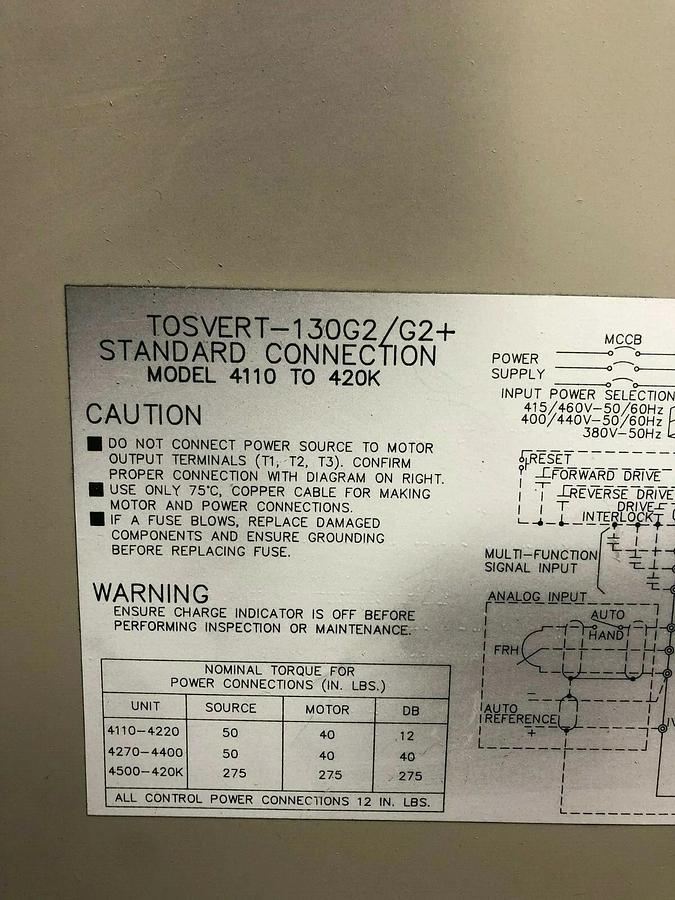 TOSVERT-130G2/G2+
STANDARD CONNECTION
MODEL 4110 TO 420K
CAUTION
DO NOT CONNECT POWER SOURCE TO MOTOR
OUTPUT TERMINALS (T1, T2, T3). CONFIRM
PROPER CONNECTION WITH DIAGRAM ON RIGHT.
USE ONLY 75°C, COPPER CABLE FOR MAKING
MOTOR AND POWER CONNECTIONS.
IF A FUSE BLOWS, REPLACE DAMAGED
COMPONENTS AND ENSURE GROUNDING
BEFORE REPLACING FUSE.
WARNING
ENSURE CHARGE INDICATOR IS OFF BEFORE
PERFORMING INSPECTION OR MAINTENANCE.
NOMINAL TORQUE FOR
POWER CONNECTIONS (IN. LBS.)
UNIT SOURCE MOTOR DB
4110-4220 50 40 12
4270-4400 50 40 40
4500-420K 275 275 275
ALL CONTROL POWER CONNECTIONS 12 IN. LBS.
MCCB
POWER
SUPPLY
INPUT POWER SELECTION
415/460V-50/60Hz
400/440V-50/60Hz
380V-50Hz
RESET
FORWARD DRIVE
REVERSE DRIVE
DRIVE
INTERLOCK
MULTI-FUNCTION
SIGNAL INPUT
ANALOG INPUT
AUTO
HAND
FRH
-
AUTO
REFERENCE
+